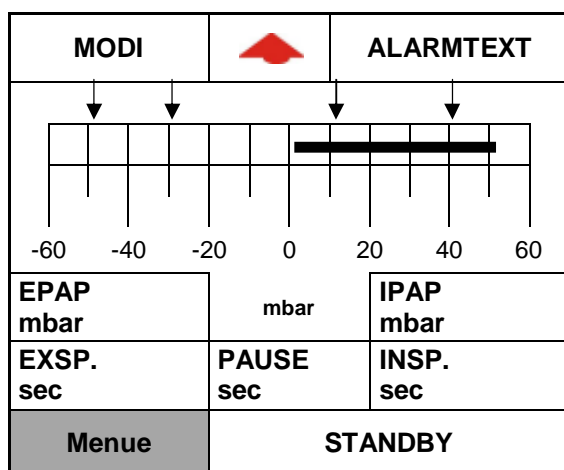 MODI ALARMTEXT
-60 -40 -20 0 20 40 60
EPAP
mbar
mbar
IPAP
mbar
EXSP.
sec
PAUSE
sec
INSP.
sec
Menue STANDBY